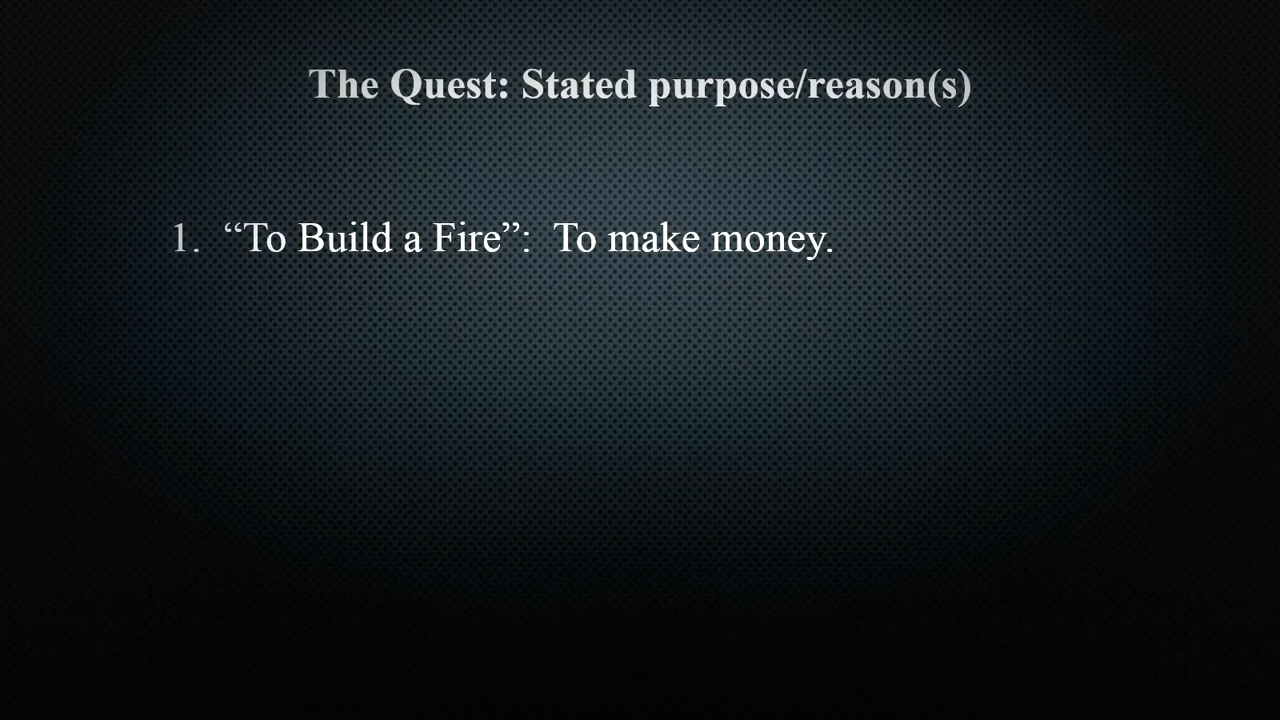 The Quest: Stated purpose/reason(s)
1. “To Build a Fire”:  To make money.